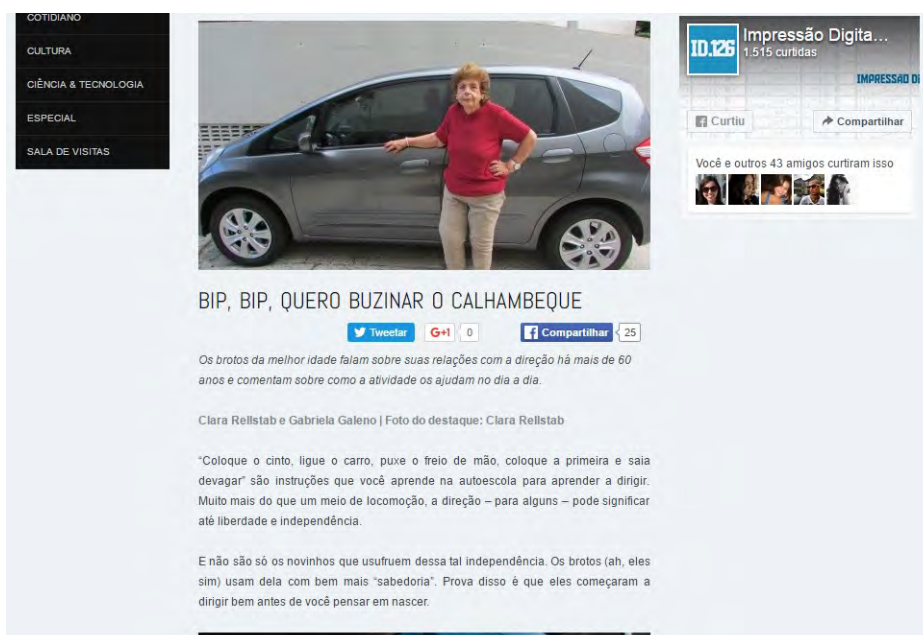 COTIDIANO
CULTURA
CIÊNCIA & TECNOLOGIA
ESPECIAL
SALA DE VISITAS
BIP, BIP, QUERO BUZINAR O CALHAMBEQUE
Tweetar G+1 0 Compartilhar 25
Os brotos da melhor idade falam sobre suas relações com a direção há mais de 60
anos e comentam sobre como a atividade os ajudam no dia a dia.
Clara Rellstab e Gabriela Galeno | Foto do destaque: Clara Rellstab
“Coloque o cinto, ligue o carro, puxe o freio de mão, coloque a primeira e saia
devagar” são instruções que você aprende na autoescola para aprender a dirigir.
Muito mais do que um meio de locomoção, a direção – para alguns – pode significar
até liberdade e independência.
E não são só os novinhos que usufruem dessa tal independência. Os brotos (ah, eles
sim) usam dela com bem mais “sabedoria”. Prova disso é que eles começaram a
dirigir bem antes de você pensar em nascer.
ID.126
Impressão Digita...
1.515 curtidas
IMPRESSÃO Di
Curtiu Compartilhar
Você e outros 43 amigos curtiram isso